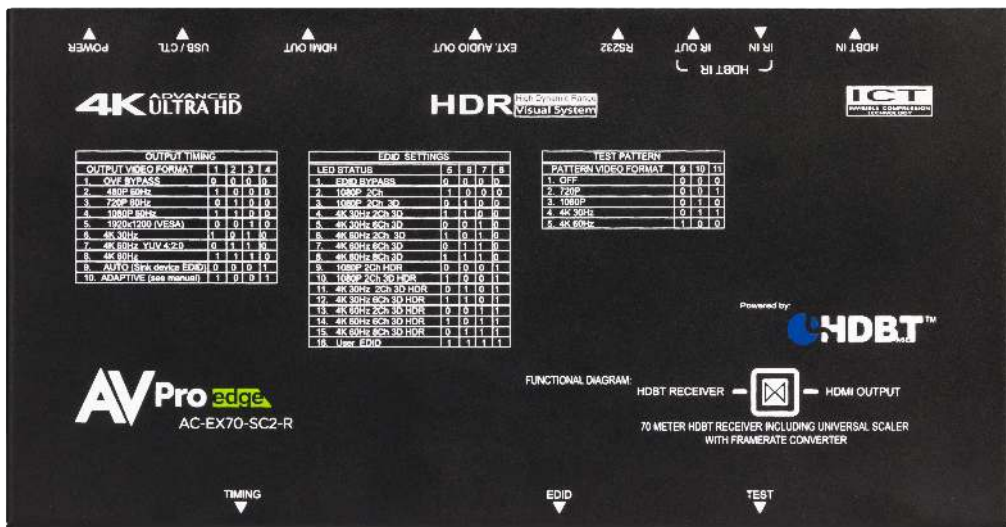 POWER
USB / CTL
HDMI OUT
EXT. AUDIO OUT
RS232
IR OUT
IR IN
HDBT IR
HDBT IN
4K ADVANCED ULTRA HD
HDR High Dynamic Range Visual System
ICT
INVISIBLE COMPRESSION TECHNOLOGY
OUTPUT TIMING
OUTPUT VIDEO FORMAT 1 2 3 4
1. OVF BYPASS 0 0 0 0
2. 480P 60Hz 1 0 0 0
3. 720P 60Hz 0 1 0 0
4. 1080P 60Hz 1 1 0 0
5. 1920x1200 (VESA) 0 0 1 0
6. 4K 30Hz 1 0 1 0
7. 4K 60Hz YUV 4:2:0 0 1 1 0
8. 4K 60Hz 1 1 1 0
9. AUTO (Sink device EDID) 0 0 0 1
10. ADAPTIVE (see manual) 1 0 0 1
EDID SETTINGS
LED STATUS 5 6 7 8
1. EDID BYPASS 0 0 0 0
2. 1080P 2Ch 1 0 0 0
3. 1080P 2Ch 3D 0 1 0 0
4. 4K 30Hz 2Ch 3D 1 1 0 0
5. 4K 30Hz 6Ch 3D 0 0 1 0
6. 4K 60Hz 2Ch 3D 1 0 1 0
7. 4K 60Hz 6Ch 3D 0 1 1 0
8. 4K 60Hz 8Ch 3D 1 1 1 0
9. 1080P 2Ch HDR 0 0 0 1
10. 1080P 2Ch 3D HDR 1 0 0 1
11. 4K 30Hz 2Ch 3D HDR 0 1 0 1
12. 4K 30Hz 6Ch 3D HDR 1 1 0 1
13. 4K 60Hz 2Ch 3D HDR 0 0 1 1
14. 4K 60Hz 6Ch 3D HDR 1 0 1 1
15. 4K 60Hz 8Ch 3D HDR 0 1 1 1
16. User EDID 1 1 1 1
TEST PATTERN
PATTERN VIDEO FORMAT 9 10 11
1. OFF 0 0 0
2. 720P 0 0 1
3. 1080P 0 1 0
4. 4K 30Hz 0 1 1
5. 4K 60Hz 1 0 0
Powered by:
HDBT™
AVPro edge
AC-EX70-SC2-R
FUNCTIONAL DIAGRAM:
HDBT RECEIVER
HDMI OUTPUT
70 METER HDBT RECEIVER INCLUDING UNIVERSAL SCALER
WITH FRAMERATE CONVERTER
TIMING
EDID
TEST